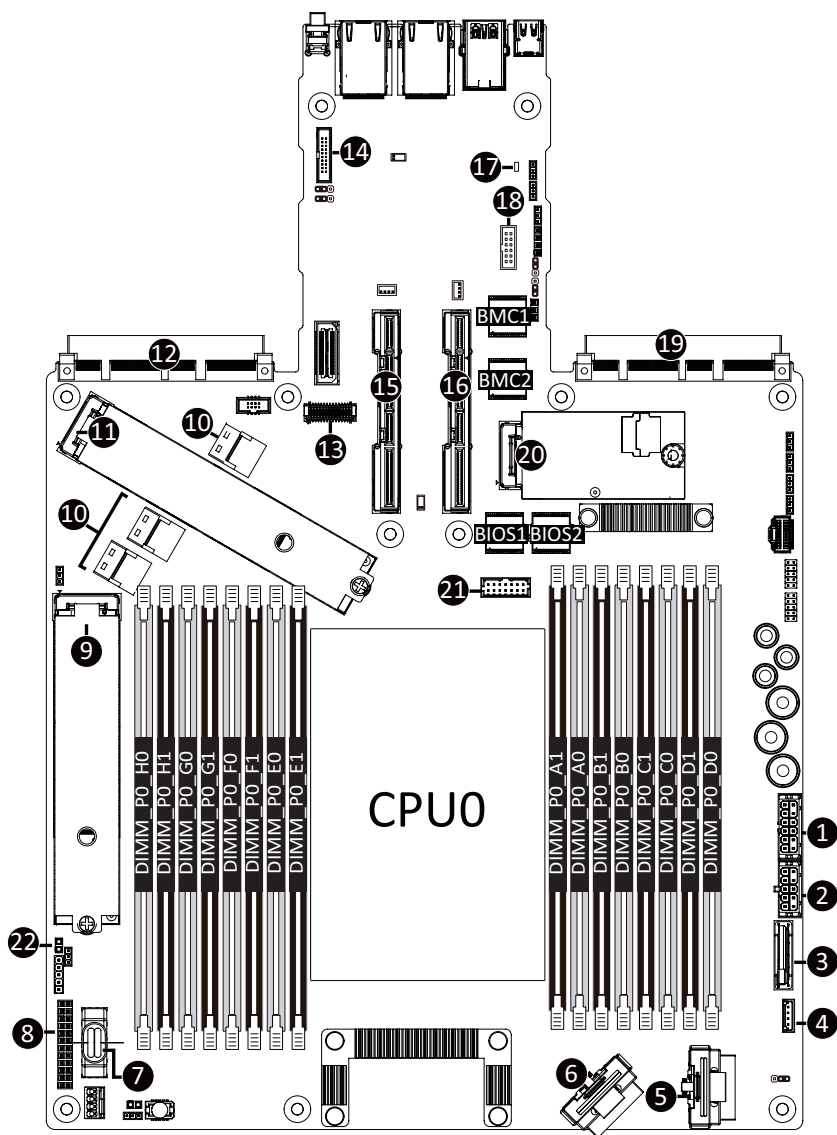 14
17
18
BMC1
12
19
15
16
BMC2
10
11
13
20
10
BIOS1
BIOS2
21
9
DIMM_P0_H0
DIMM_P0_H1
DIMM_P0_G0
DIMM_P0_G1
DIMM_P0_F0
DIMM_P0_F1
DIMM_P0_E0
DIMM_P0_E1
CPU0
DIMM_P0_A1
DIMM_P0_A0
DIMM_P0_B1
DIMM_P0_B0
DIMM_P0_C1
DIMM_P0_C0
DIMM_P0_D1
DIMM_P0_D0
1
2
22
3
8
4
7
6
5